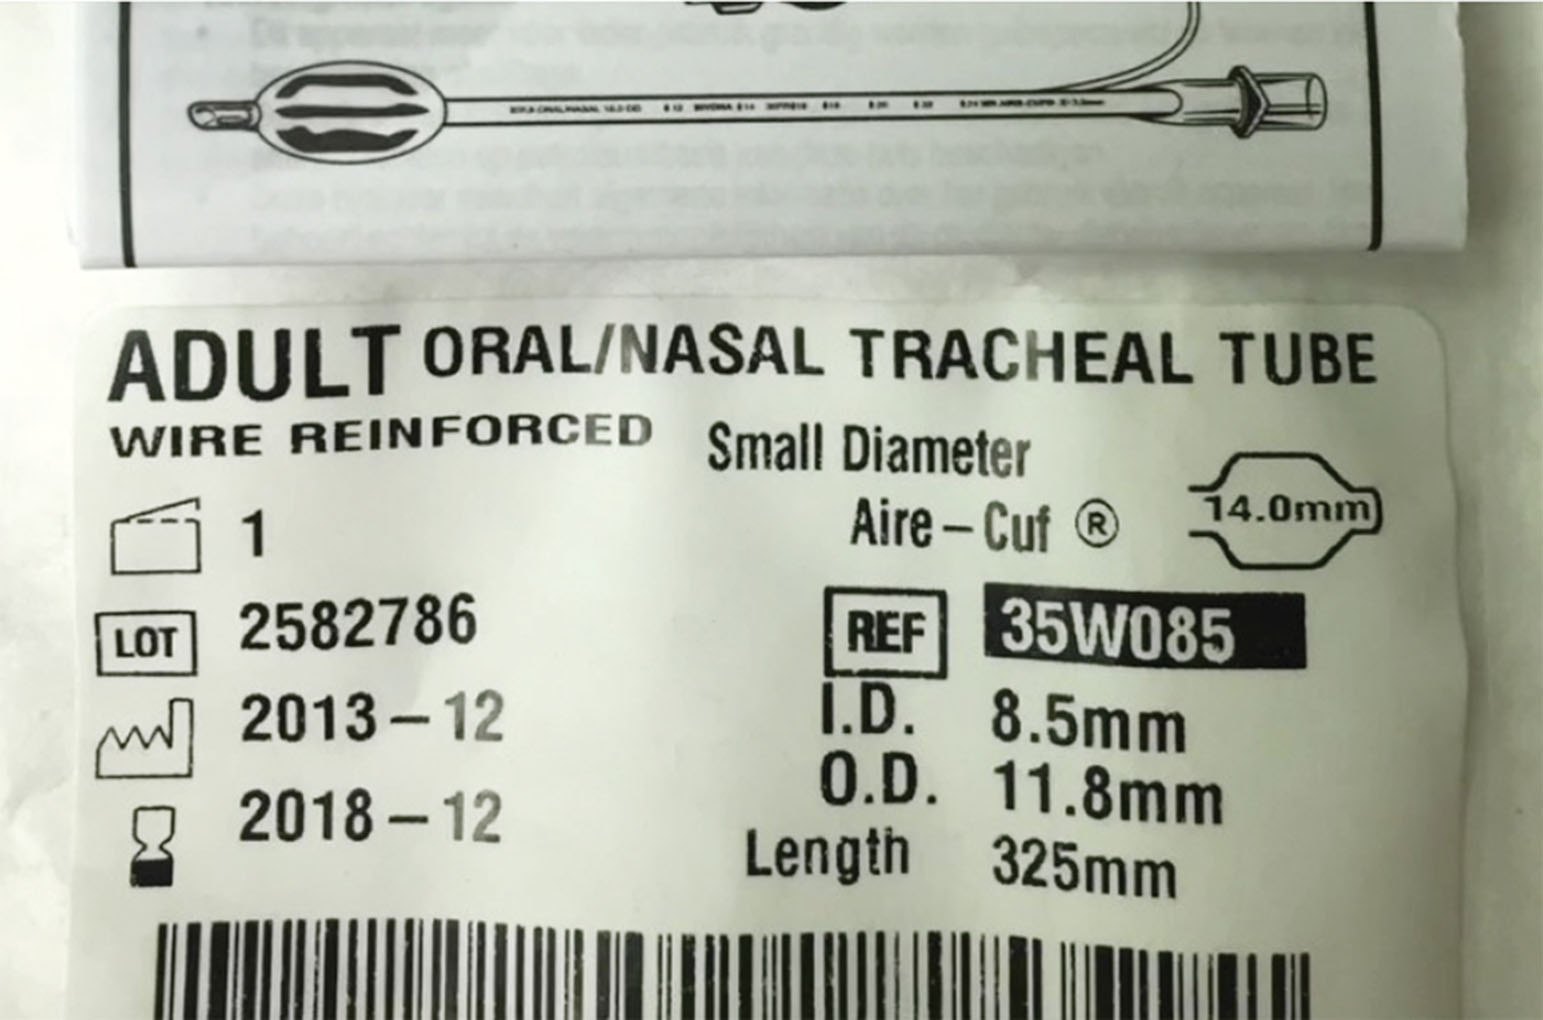 ADULT ORAL/NASAL TRACHEAL TUBE
WIRE REINFORCED
Small Diameter
Aire-Cuf ®
14.0mm
1
LOT 2582786
REF 35W085
2013-12
I.D. 8.5mm
2018-12
O.D. 11.8mm
Length 325mm